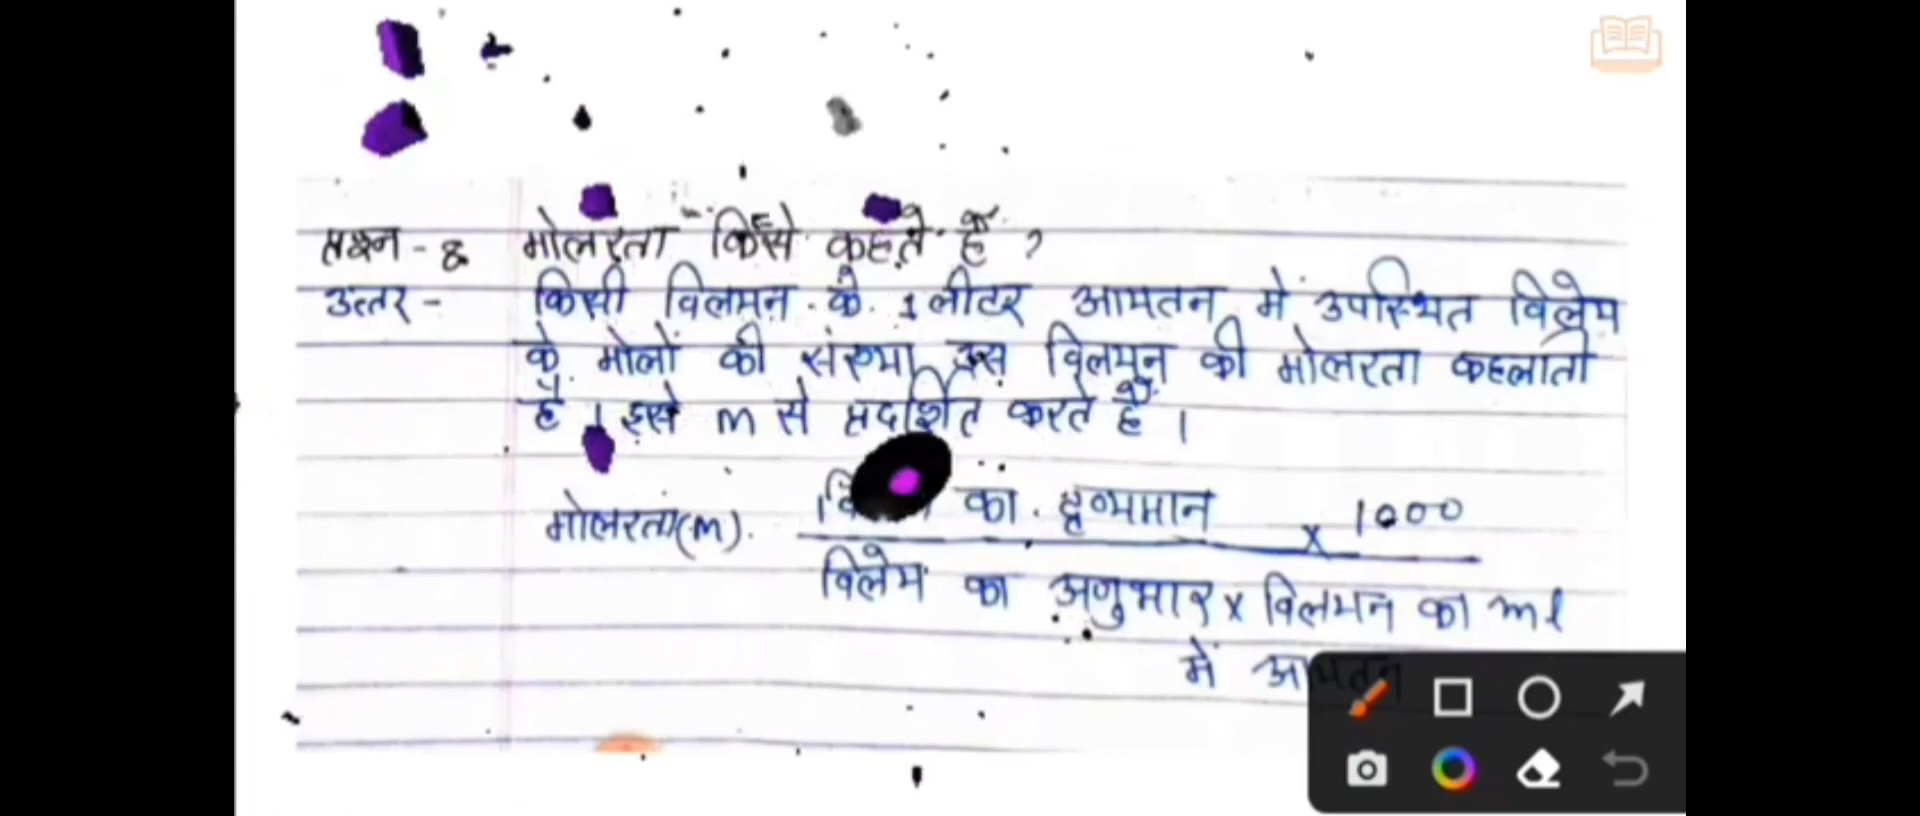 प्रश्न - 8 मोलरता किसे कहते हैं ?
उत्तर - किसी विलयन के 1 लीटर आयतन में उपस्थित विलेय
के मोलों की संख्या उस विलयन की मोलरता कहलाती
है । इसे m से प्रदर्शित करते हैं ।
का द्रव्यमान x 1000
मोलरता(m)
विलेय का अणुभार x विलयन का ml
में आयतन